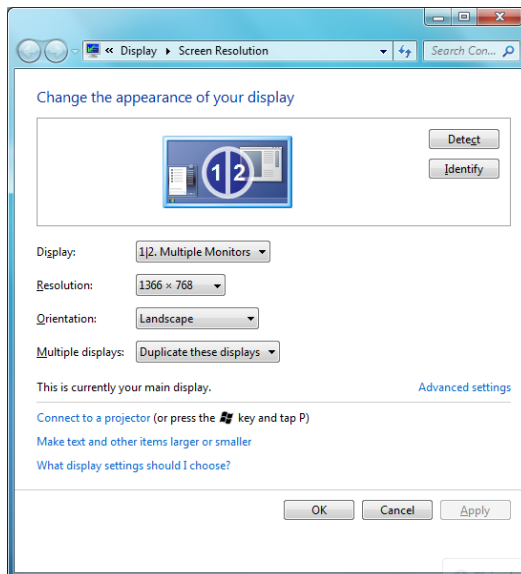 « Display ▸ Screen Resolution
Search Con...
Change the appearance of your display
1|2
Detect
Identify
Display: 1|2. Multiple Monitors
Resolution: 1366 × 768
Orientation: Landscape
Multiple displays: Duplicate these displays
This is currently your main display. Advanced settings
Connect to a projector (or press the key and tap P)
Make text and other items larger or smaller
What display settings should I choose?
OK Cancel Apply